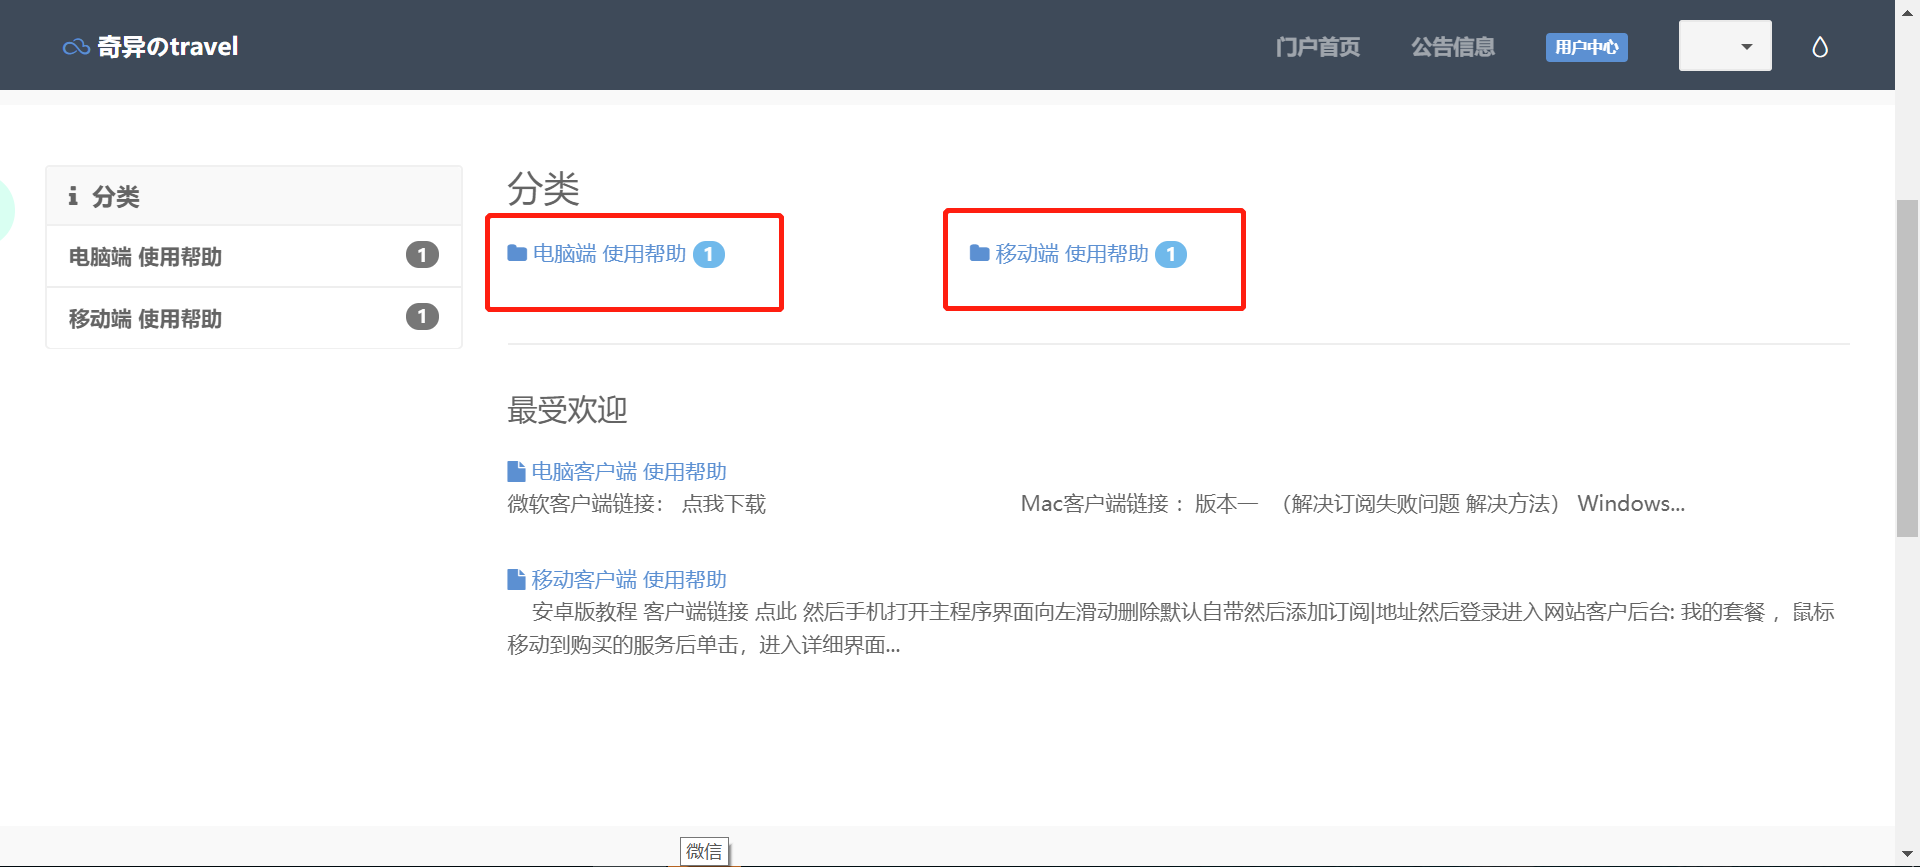 奇异のtravel 门户首页 公告信息 用户中心
分类
电脑端 使用帮助 1
移动端 使用帮助 1
分类
电脑端 使用帮助 1 移动端 使用帮助 1
最受欢迎
电脑客户端 使用帮助
微软客户端链接： 点我下载 Mac客户端链接 ：版本一 （解决订阅失败问题 解决方法） Windows...
移动客户端 使用帮助
安卓版教程 客户端链接 点此 然后手机打开主程序界面向左滑动删除默认自带然后添加订阅|地址然后登录进入网站客户后台: 我的套餐 ，鼠标
移动到购买的服务后单击，进入详细界面...
微信